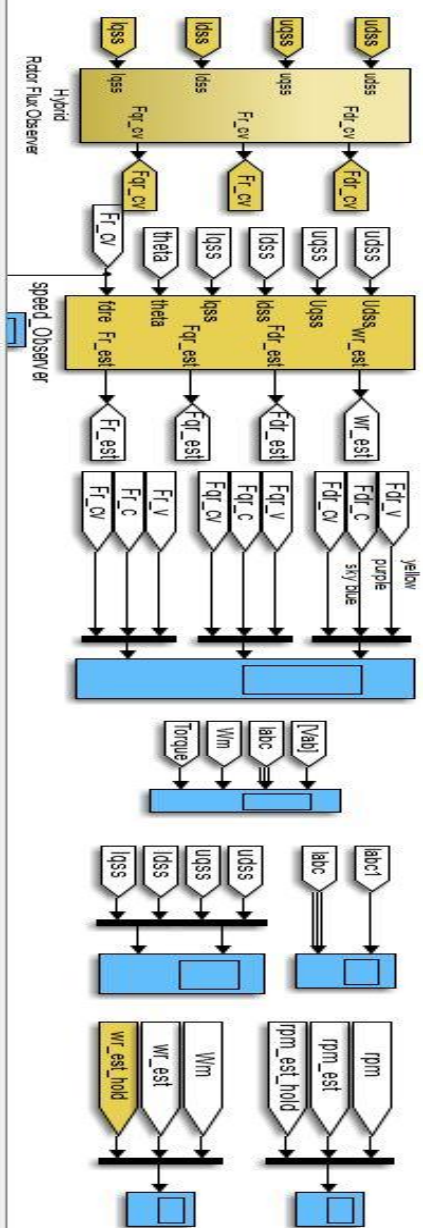 udss
uqss
Idss
Iqss
udss
uqss
Idss
Iqss
Fdr_cv
Fr_cv
Fqr_cv
Fdr_cv
Fr_cv
Fqr_cv
Hybrid
Rotor Flux Observer
udss
uqss
Idss
Iqss
theta
Fr_cv
Udss
Uqss
Idss
Iqss
theta
fdre
wr_est
Fdr_est
Fqr_est
Fr_est
wr_est
Fdr_est
Fqr_est
Fr_est
speed_Observer
Fdr_v
Fdr_c
Fdr_cv
yellow
purple
sky blue
Fqr_v
Fqr_c
Fqr_cv
Fr_v
Fr_c
Fr_cv
[Vab]
Iabc
Wm
Torque
Iabc1
Iabc
udss
uqss
Idss
Iqss
rpm
rpm_est
rpm_est_hold
Wm
wr_est
wr_est_hold